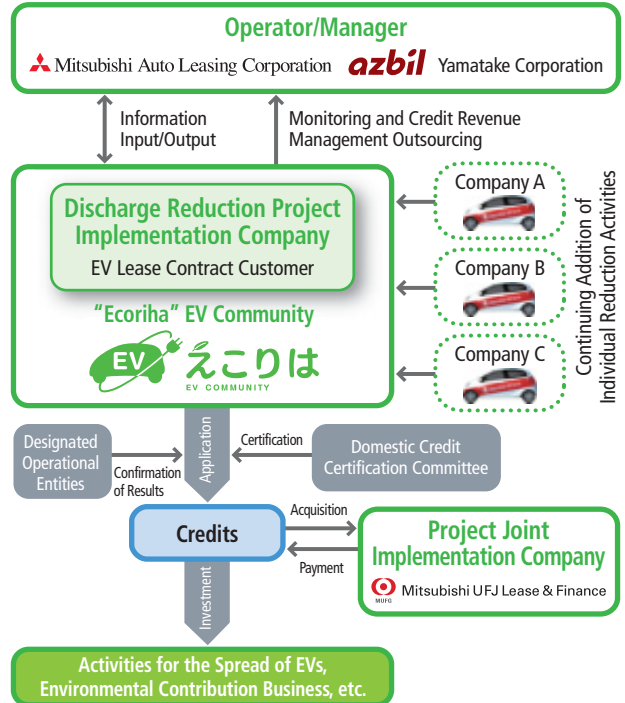 Operator/Manager
Mitsubishi Auto Leasing Corporation azbil Yamatake Corporation
Information
Input/Output
Monitoring and Credit Revenue
Management Outsourcing
Discharge Reduction Project
Implementation Company
EV Lease Contract Customer
“Ecoriha” EV Community
EV えこりは
EV COMMUNITY
Company A
Company B
Company C
Continuing Addition of
Individual Reduction Activities
Designated
Operational
Entities
Confirmation
of Results
Application
Certification
Domestic Credit
Certification Committee
Credits
Acquisition
Payment
Project Joint
Implementation Company
MUFG Mitsubishi UFJ Lease & Finance
Investment
Activities for the Spread of EVs,
Environmental Contribution Business, etc.